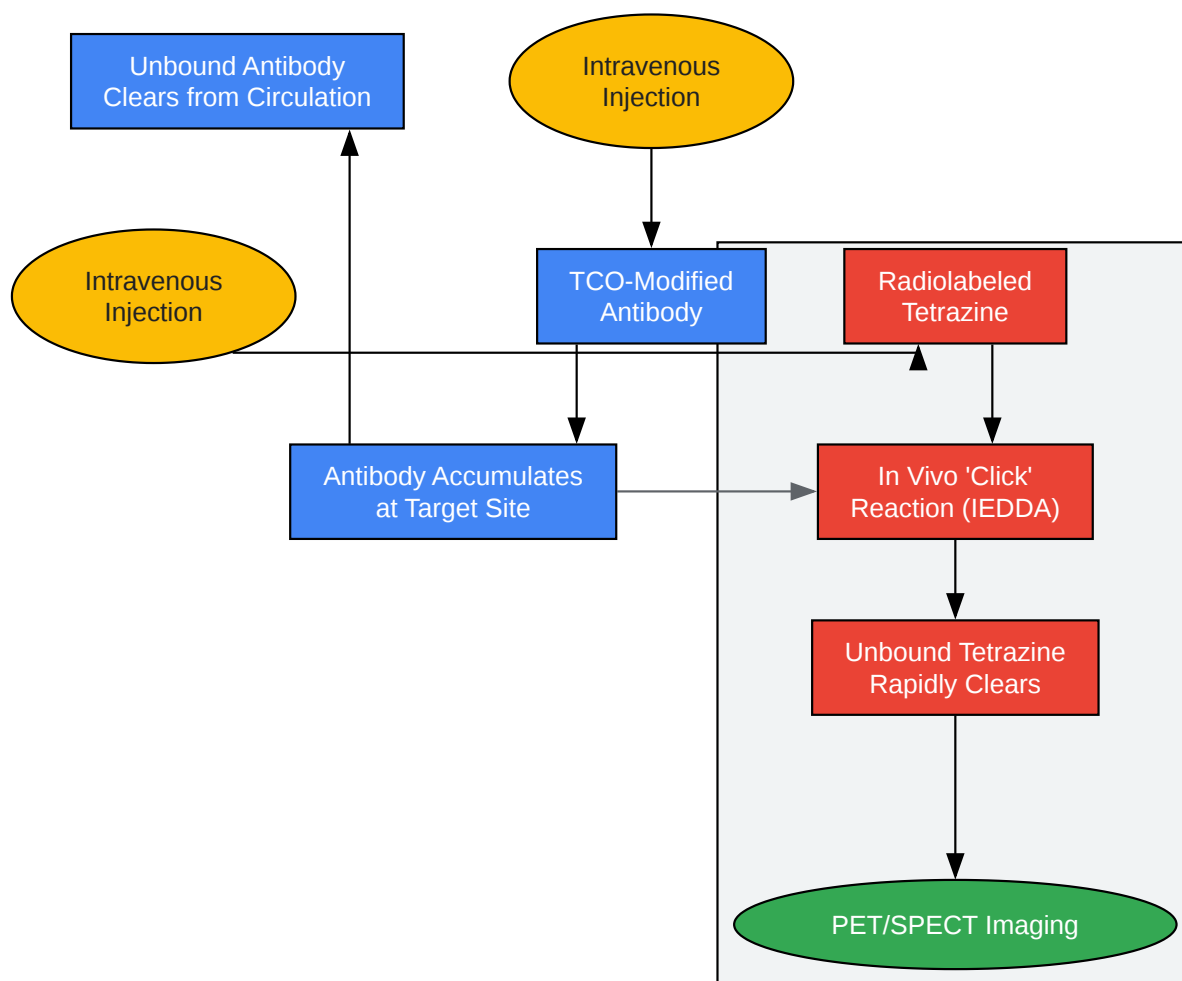 Unbound Antibody
Clears from Circulation
Intravenous
Injection
Intravenous
Injection
TCO-Modified
Antibody
Radiolabeled
Tetrazine
Antibody Accumulates
at Target Site
In Vivo 'Click'
Reaction (IEDDA)
Unbound Tetrazine
Rapidly Clears
PET/SPECT Imaging